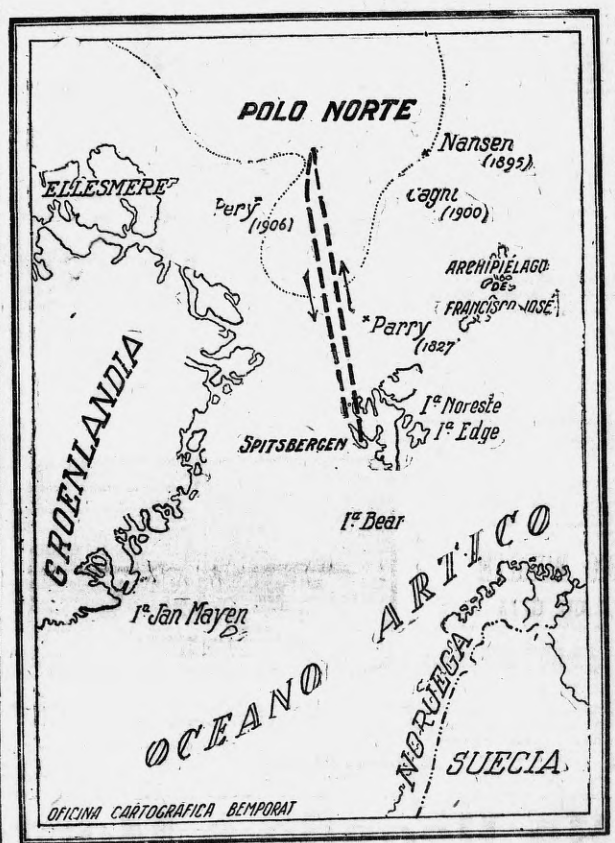 POLO NORTE
Nansen
(1895)
ELLESMERE
Pery
(1906)
Cagni
(1900)
ARCHIPIÉLAGO
DE
FRANCISCO JOSÉ
Parry
(1827
GROENLANDIA
Iª Noreste
Iª Edge
SPITSBERGEN
Iª Bear
OCEANO ARTICO
Iª Jan Mayen
NORUEGA
SUECIA
OFICINA CARTOGRÁFICA BEMPORAT